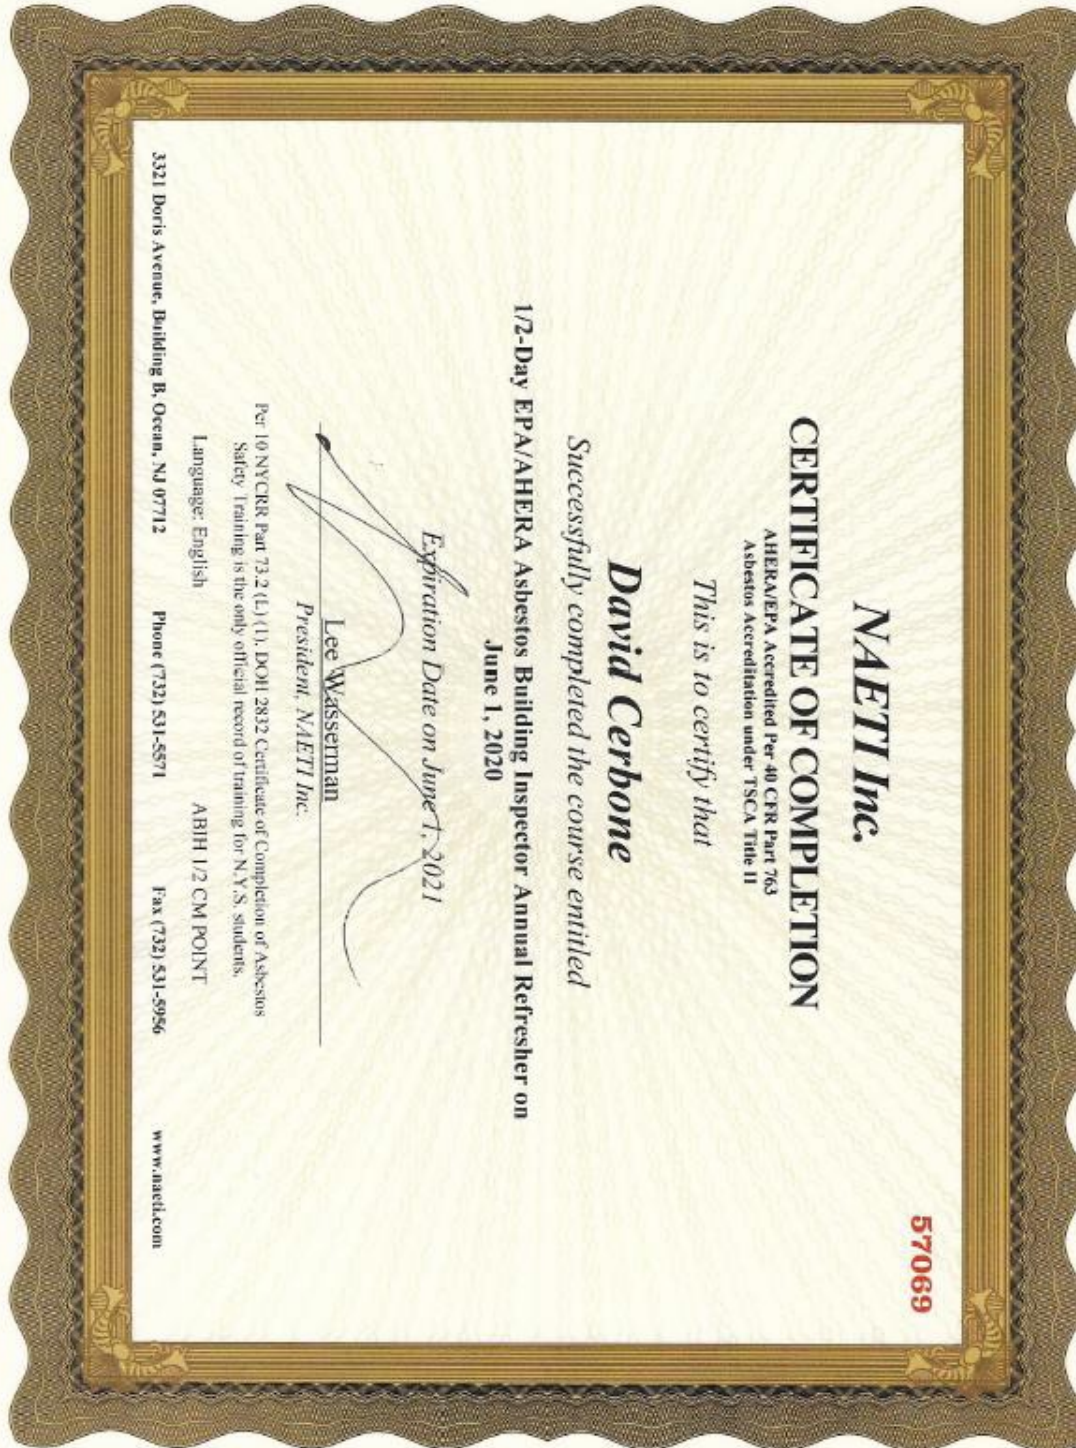 57069
NAETI Inc.
CERTIFICATE OF COMPLETION
AHERA/EPA Accredited Per 40 CFR Part 763
Asbestos Accreditation under TSCA Title II
This is to certify that
David Cerbone
Successfully completed the course entitled
1/2-Day EPA/AHERA Asbestos Building Inspector Annual Refresher on
June 1, 2020
Expiration Date on June 1, 2021
Lee Wasserman
President, NAETI Inc.
Per 10 NYCRR Part 73.2 (L) (1), DOH 2832 Certificate of Completion of Asbestos
Safety Training is the only official record of training for N.Y.S. students.
Language: English ABIH 1/2 CM POINT
3321 Doris Avenue, Building B, Ocean, NJ 07712 Phone (732) 531-5571 Fax (732) 531-5956 www.naeti.com